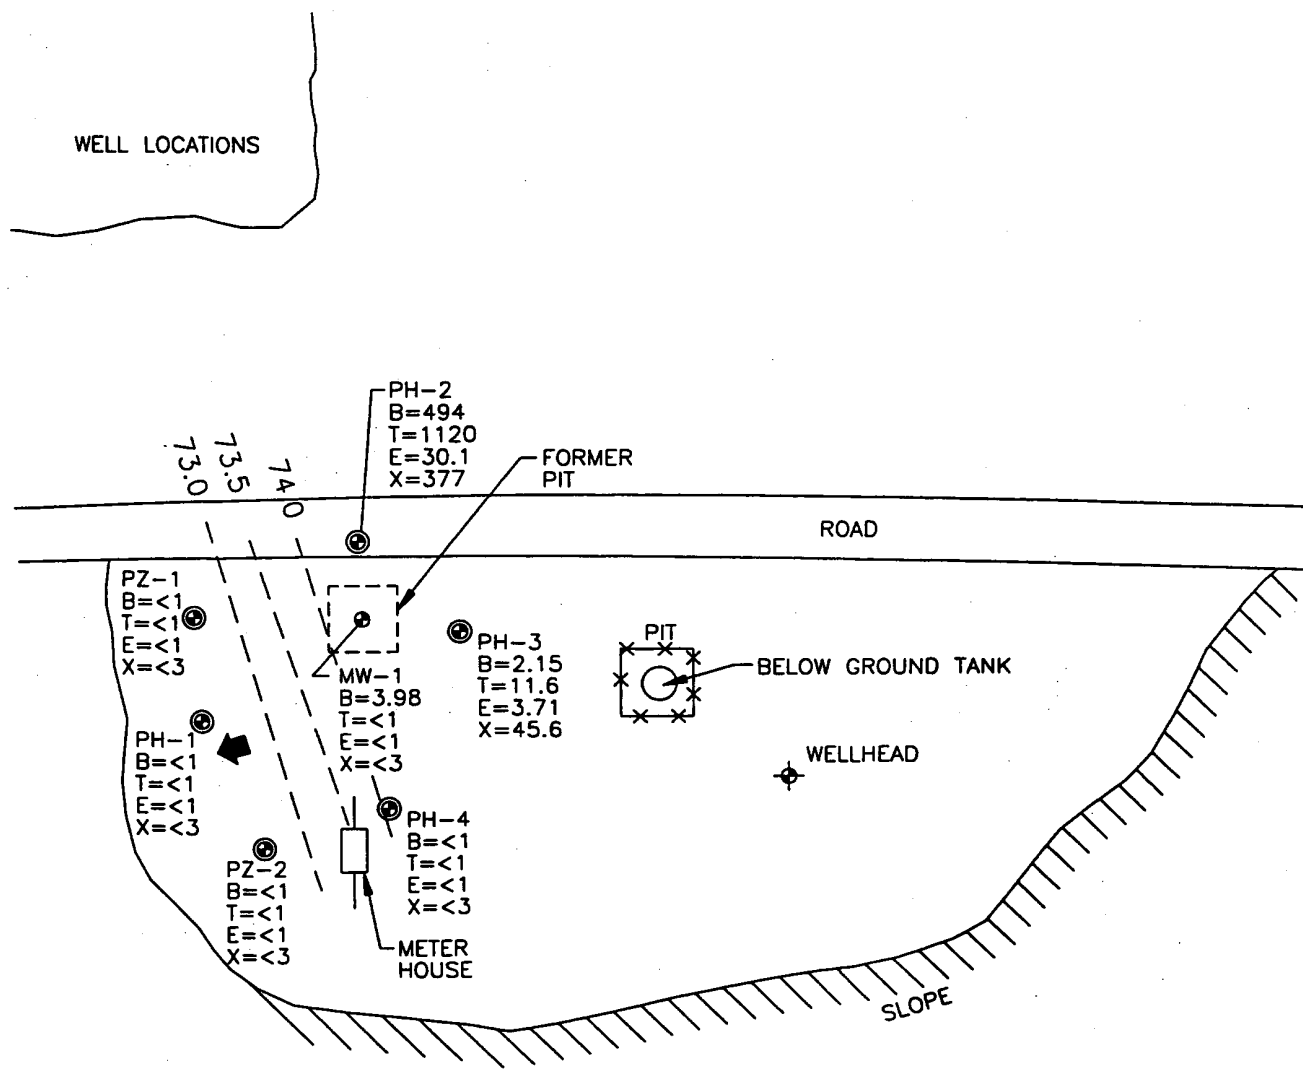 WELL LOCATIONS
PH-2
B=494
T=1120
E=30.1
X=377
FORMER
PIT
73.0
73.5
74.0
ROAD
PZ-1
B=<1
T=<1
E=<1
X=<3
PH-3
B=2.15
T=11.6
E=3.71
X=45.6
PIT
BELOW GROUND TANK
MW-1
B=3.98
T=<1
E=<1
X=<3
PH-1
B=<1
T=<1
E=<1
X=<3
WELLHEAD
PH-4
B=<1
T=<1
E=<1
X=<3
PZ-2
B=<1
T=<1
E=<1
X=<3
METER
HOUSE
SLOPE